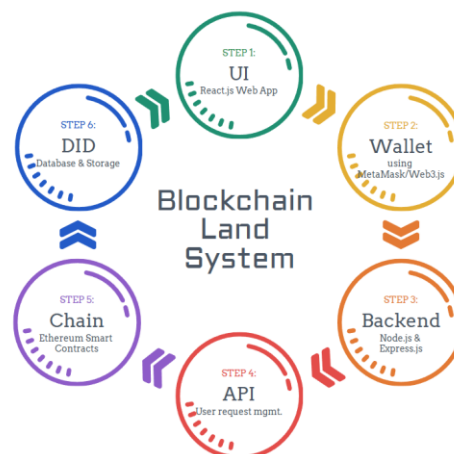 STEP 1:
UI
React.js Web App
STEP 2:
Wallet
using
MetaMask/Web3.js
STEP 3:
Backend
Node.js &
Express.js
STEP 4:
API
User request mgmt.
STEP 5:
Chain
Ethereum Smart
Contracts
STEP 6:
DID
Database & Storage
Blockchain
Land
System